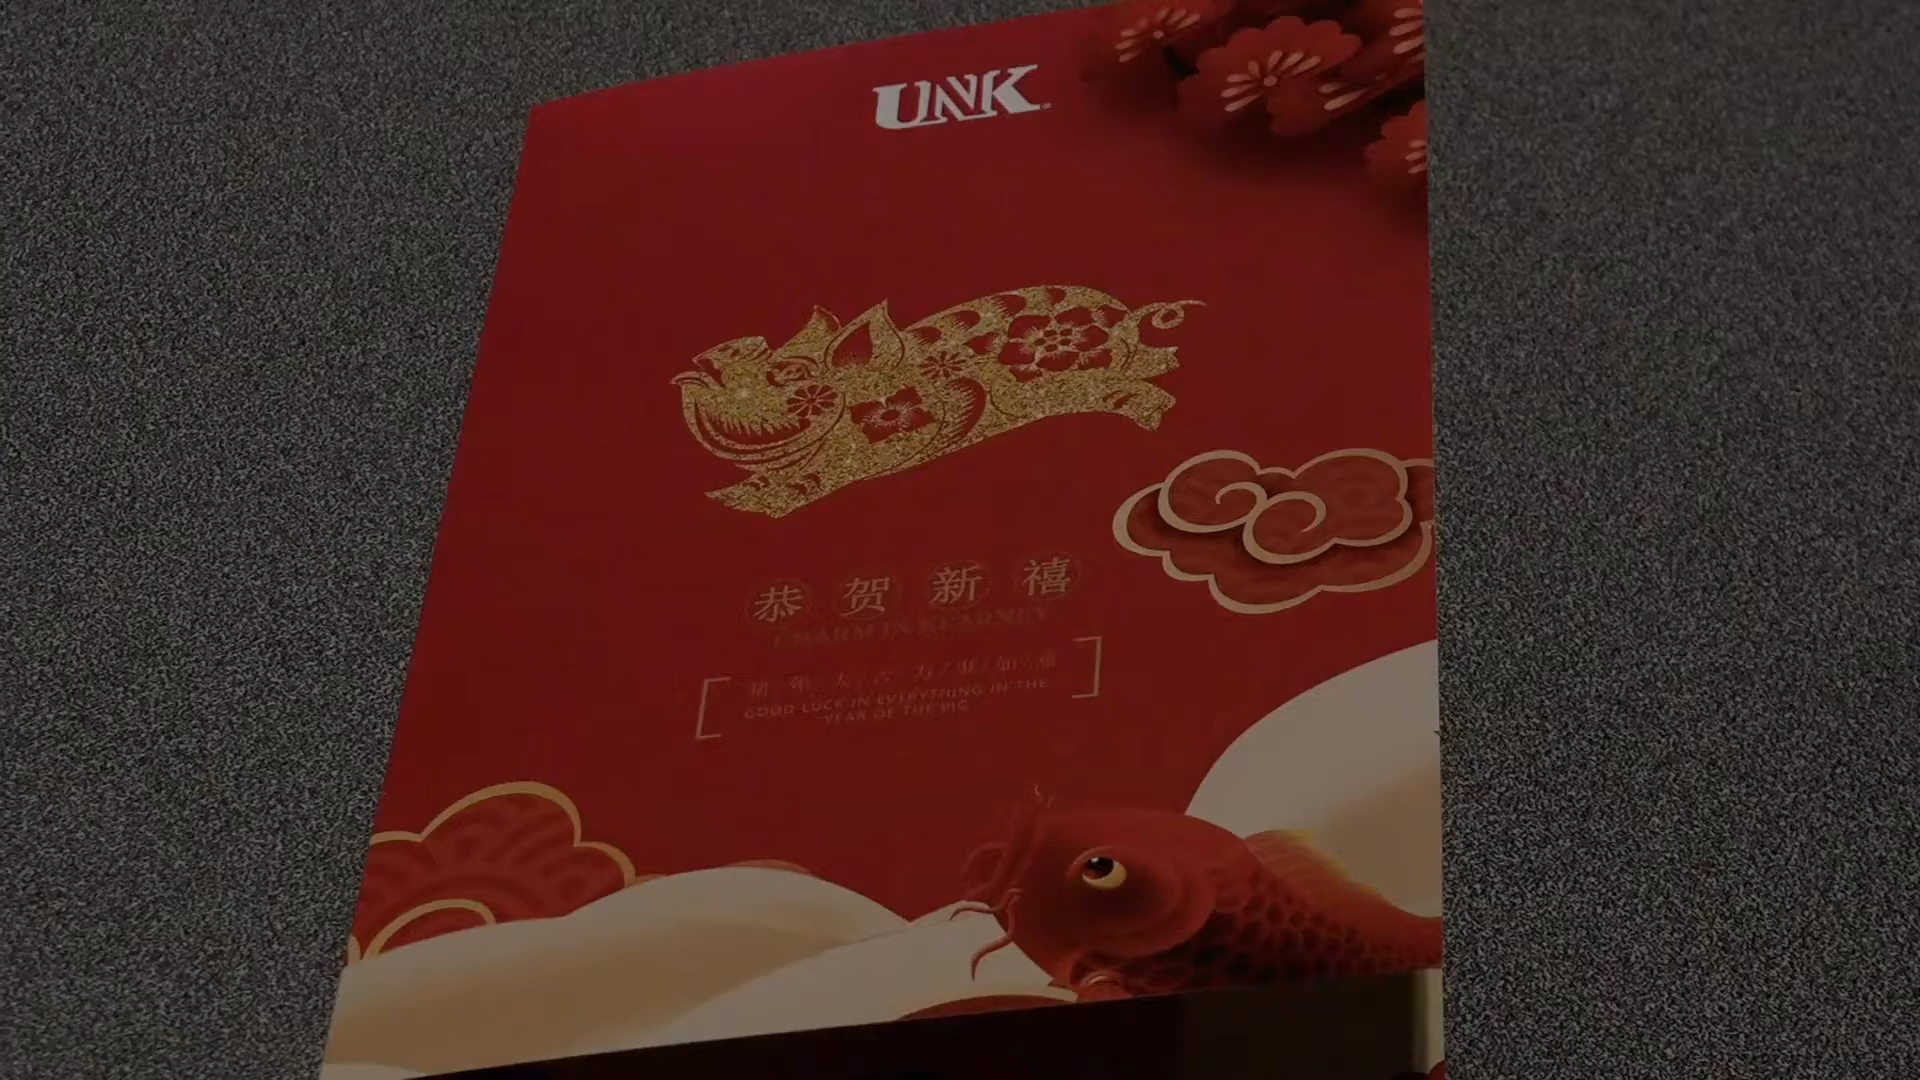 UNK
恭贺新禧
CHARM IN KEARNEY
猪/年/大/吉/万/事/如/意
GOOD LUCK IN EVERYTHING IN THE
YEAR OF THE PIG